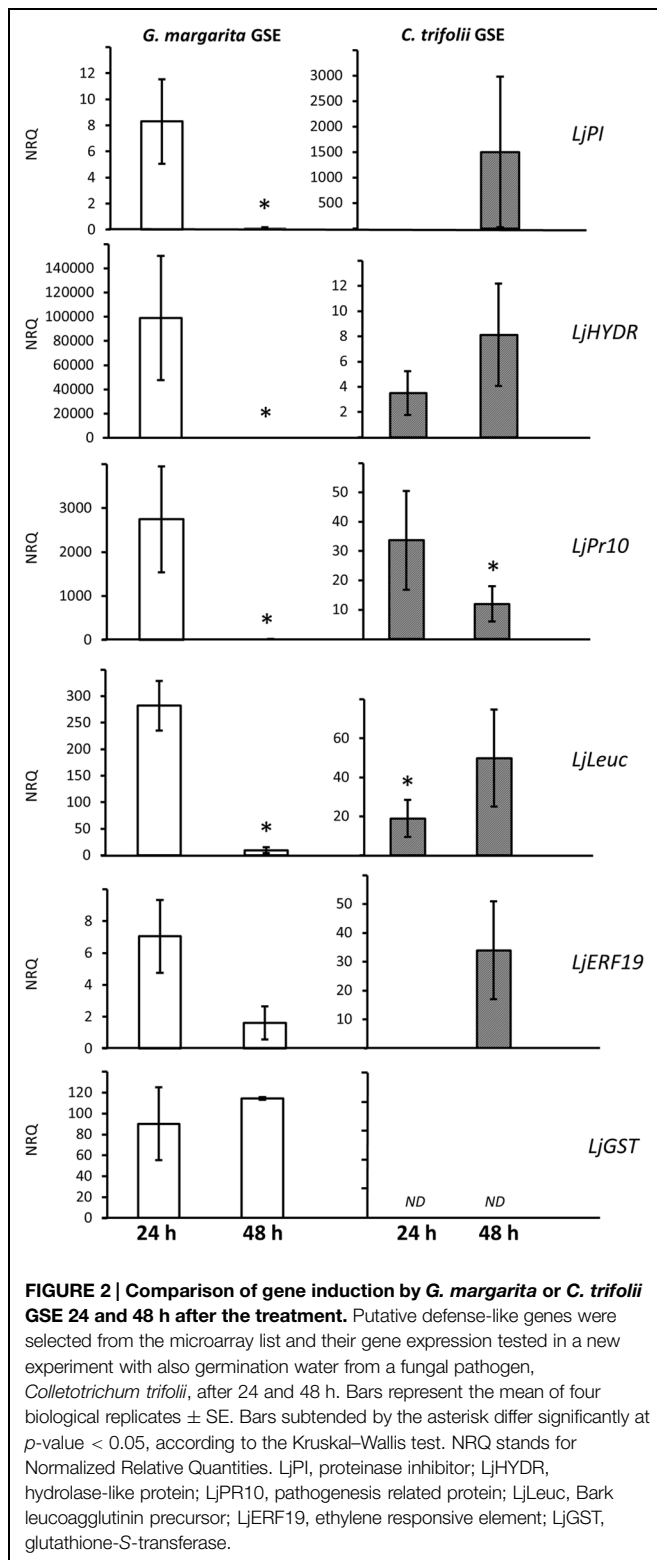 G. margarita GSE
C. trifolii GSE
NRQ
12
10
8
6
4
2
0
*
3000
2500
2000
1500
1000
500
LjPI
NRQ
140000
120000
100000
80000
60000
40000
20000
0
*
12
10
8
6
4
2
LjHYDR
NRQ
3000
2000
1000
0
*
50
40
30
20
10
*
LjPr10
NRQ
300
250
200
150
100
50
0
*
60
40
20
*
LjLeuc
NRQ
8
6
4
2
0
50
40
30
20
10
LjERF19
NRQ
120
100
80
60
40
20
0
ND
ND
LjGST
24 h
48 h
24 h
48 h
FIGURE 2 | Comparison of gene induction by G. margarita or C. trifolii
GSE 24 and 48 h after the treatment. Putative defense-like genes were
selected from the microarray list and their gene expression tested in a new
experiment with also germination water from a fungal pathogen,
Colletotrichum trifolii, after 24 and 48 h. Bars represent the mean of four
biological replicates ± SE. Bars subtended by the asterisk differ significantly at
p-value < 0.05, according to the Kruskal–Wallis test. NRQ stands for
Normalized Relative Quantities. LjPI, proteinase inhibitor; LjHYDR,
hydrolase-like protein; LjPR10, pathogenesis related protein; LjLeuc, Bark
leucoagglutinin precursor; LjERF19, ethylene responsive element; LjGST,
glutathione-S-transferase.